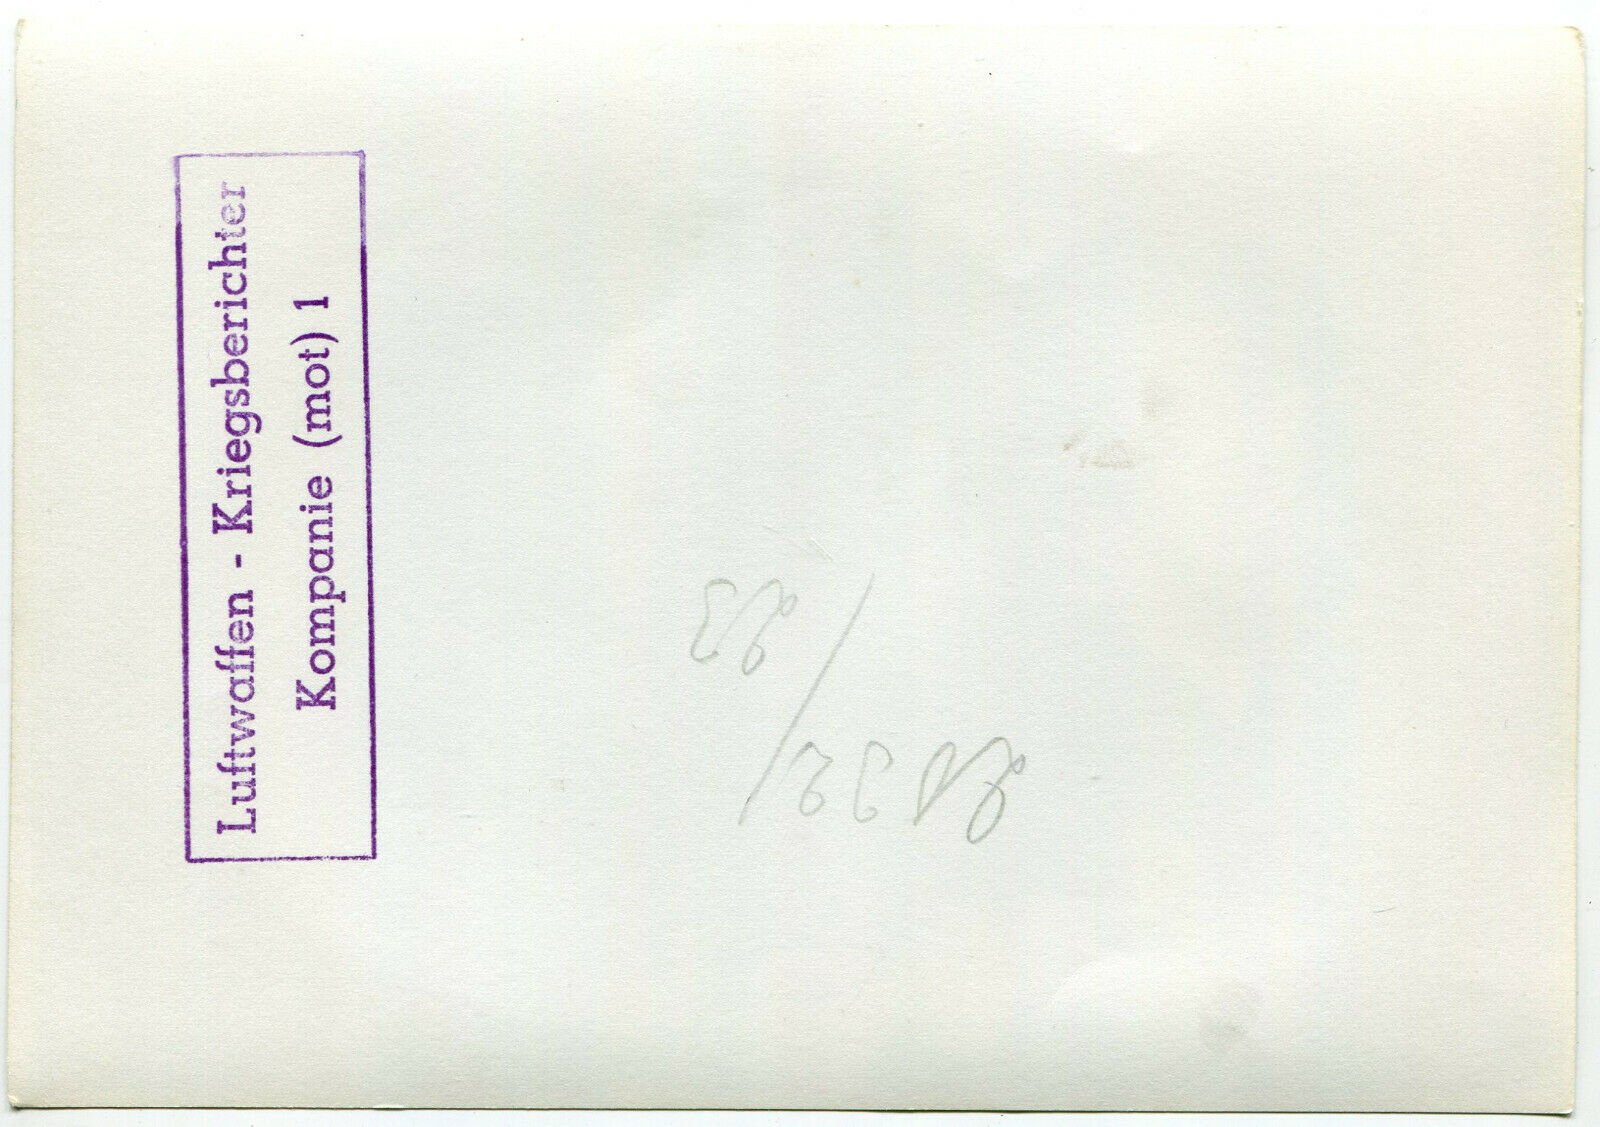 Luftwaffen - Kriegsberichter
Kompanie (mot) 1